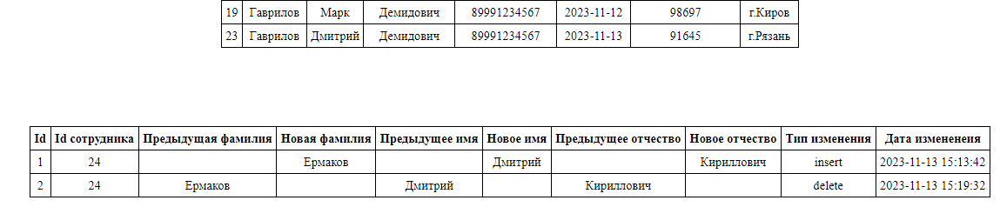 19 Гаврилов Марк Демидович 89991234567 2023-11-12 98697 г.Киров
23 Гаврилов Дмитрий Демидович 89991234567 2023-11-13 91645 г.Рязань
Id Id сотрудника Предыдущая фамилия Новая фамилия Предыдущее имя Новое имя Предыдущее отчество Новое отчество Тип изменения Дата измененеия
1 24 Ермаков Дмитрий Кириллович insert 2023-11-13 15:13:42
2 24 Ермаков Дмитрий Кириллович delete 2023-11-13 15:19:32